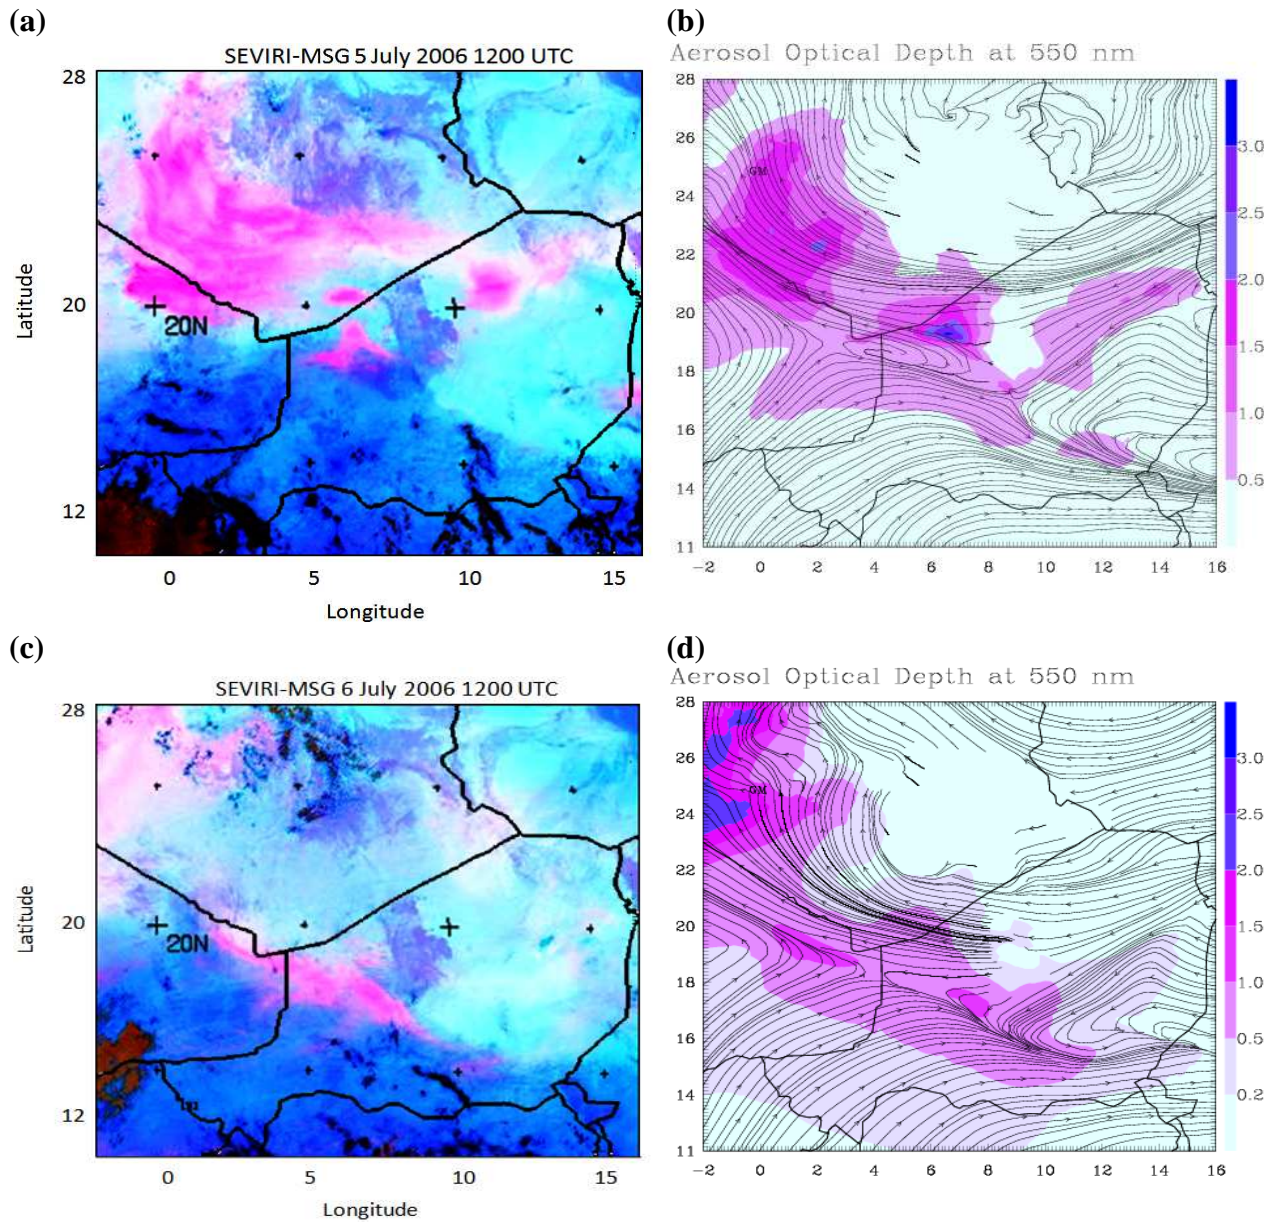 (a)
(b)
SEVIRI-MSG 5 July 2006 1200 UTC
Aerosol Optical Depth at 550 nm
28
20
12
Latitude
20N
0 5 10 15
Longitude
28
26
24
22
20
18
16
14
11
GM
-2 0 2 4 6 8 10 12 14 16
3.0
2.5
2.0
1.5
1.0
0.5
(c)
(d)
SEVIRI-MSG 6 July 2006 1200 UTC
Aerosol Optical Depth at 550 nm
28
20
12
Latitude
20N
0 5 10 15
Longitude
28
26
24
22
20
18
16
14
11
GM
-2 0 2 4 6 8 10 12 14 16
3.0
2.5
2.0
1.5
1.0
0.5
0.2